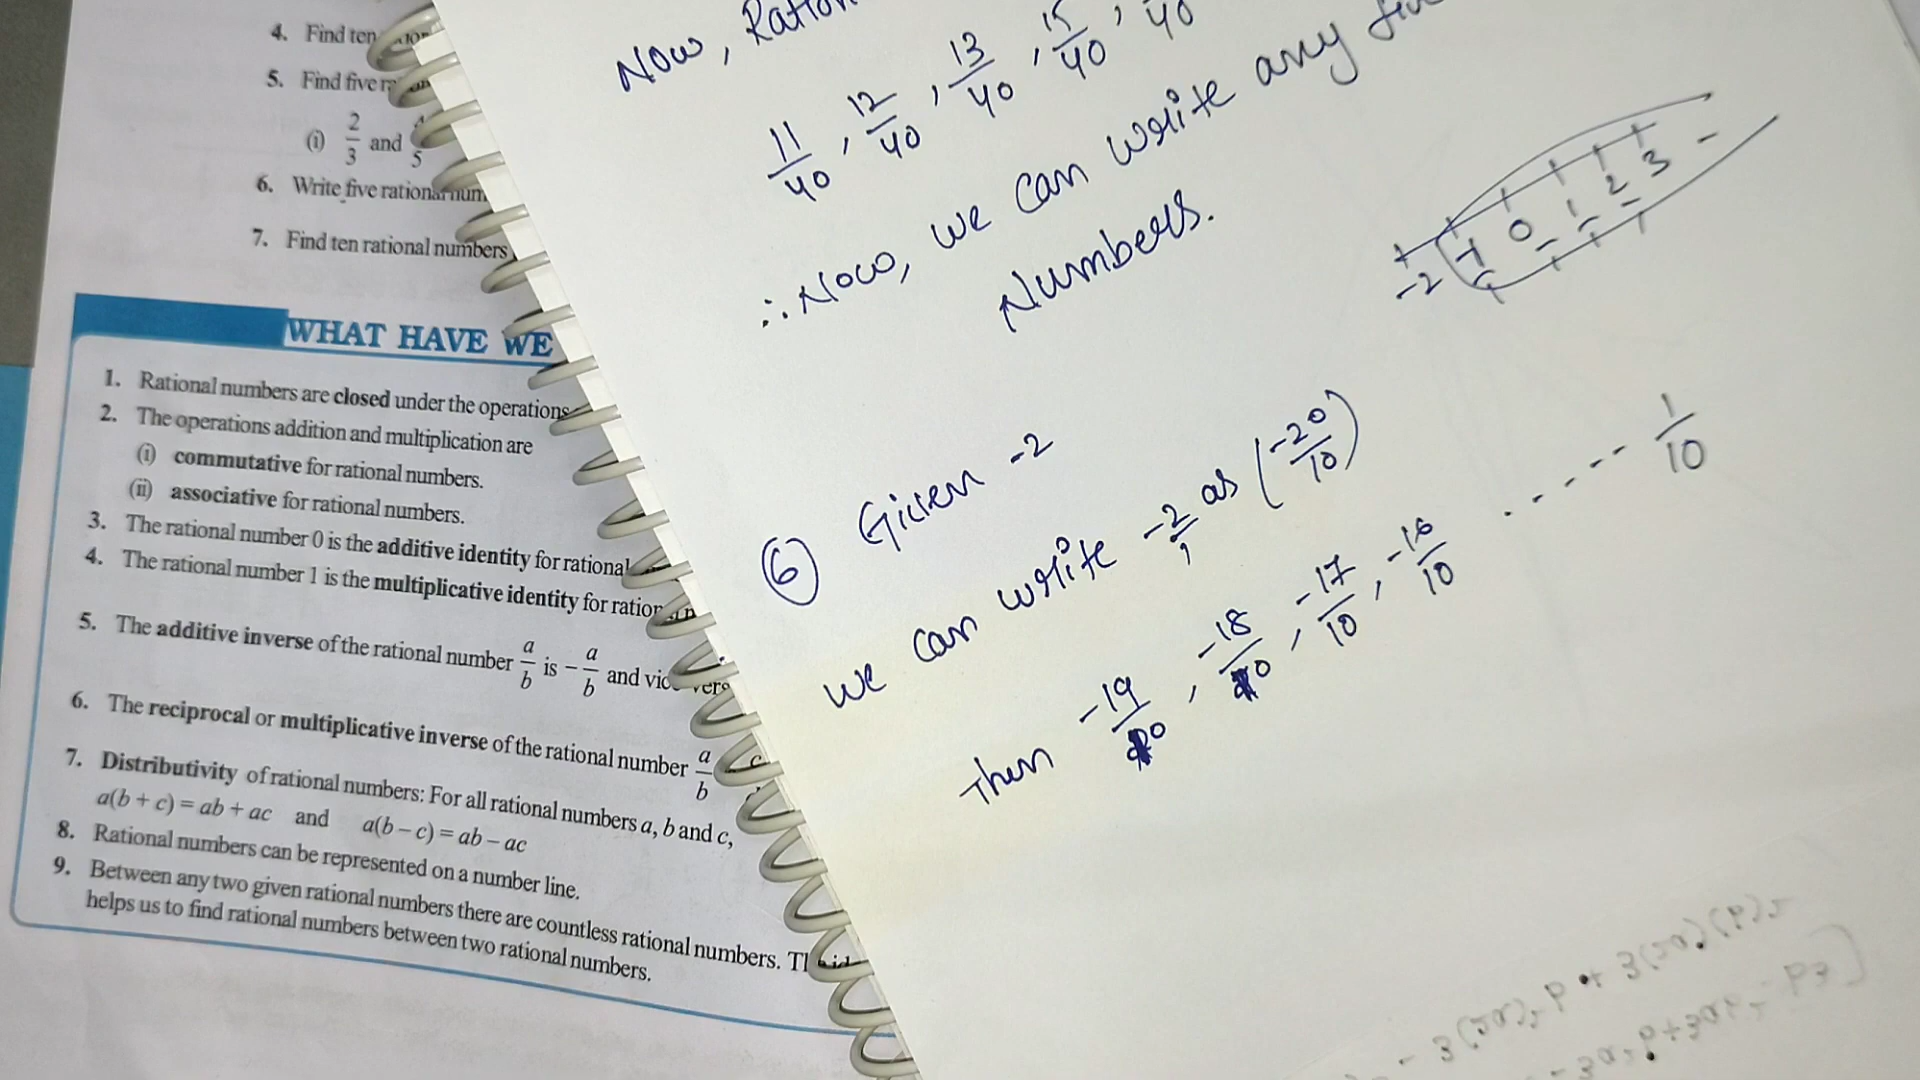 4. Find ten
5. Find five
(i) 2/3 and 4/5
6. Write five rational num
7. Find ten rational numbers
WHAT HAVE WE
1. Rational numbers are closed under the operations
2. The operations addition and multiplication are
(i) commutative for rational numbers.
(ii) associative for rational numbers.
3. The rational number 0 is the additive identity for rational
4. The rational number 1 is the multiplicative identity for ration
5. The additive inverse of the rational number a/b is -a/b and vice-vers
6. The reciprocal or multiplicative inverse of the rational number a/b
7. Distributivity of rational numbers: For all rational numbers a, b and c,
a(b + c) = ab + ac and a(b – c) = ab – ac
8. Rational numbers can be represented on a number line.
9. Between any two given rational numbers there are countless rational numbers.
helps us to find rational numbers between two rational numbers.
Now, Ration
11/40, 12/40, 13/40, 15/40,
∴ Now, we can write any five
Numbers.
-2 -1 0 1 2 3 -
⑥ Given -2
we can write -2/1 as (-20/10)
Then -19/10, -18/10, -17/10, -16/10 ..... 1/10